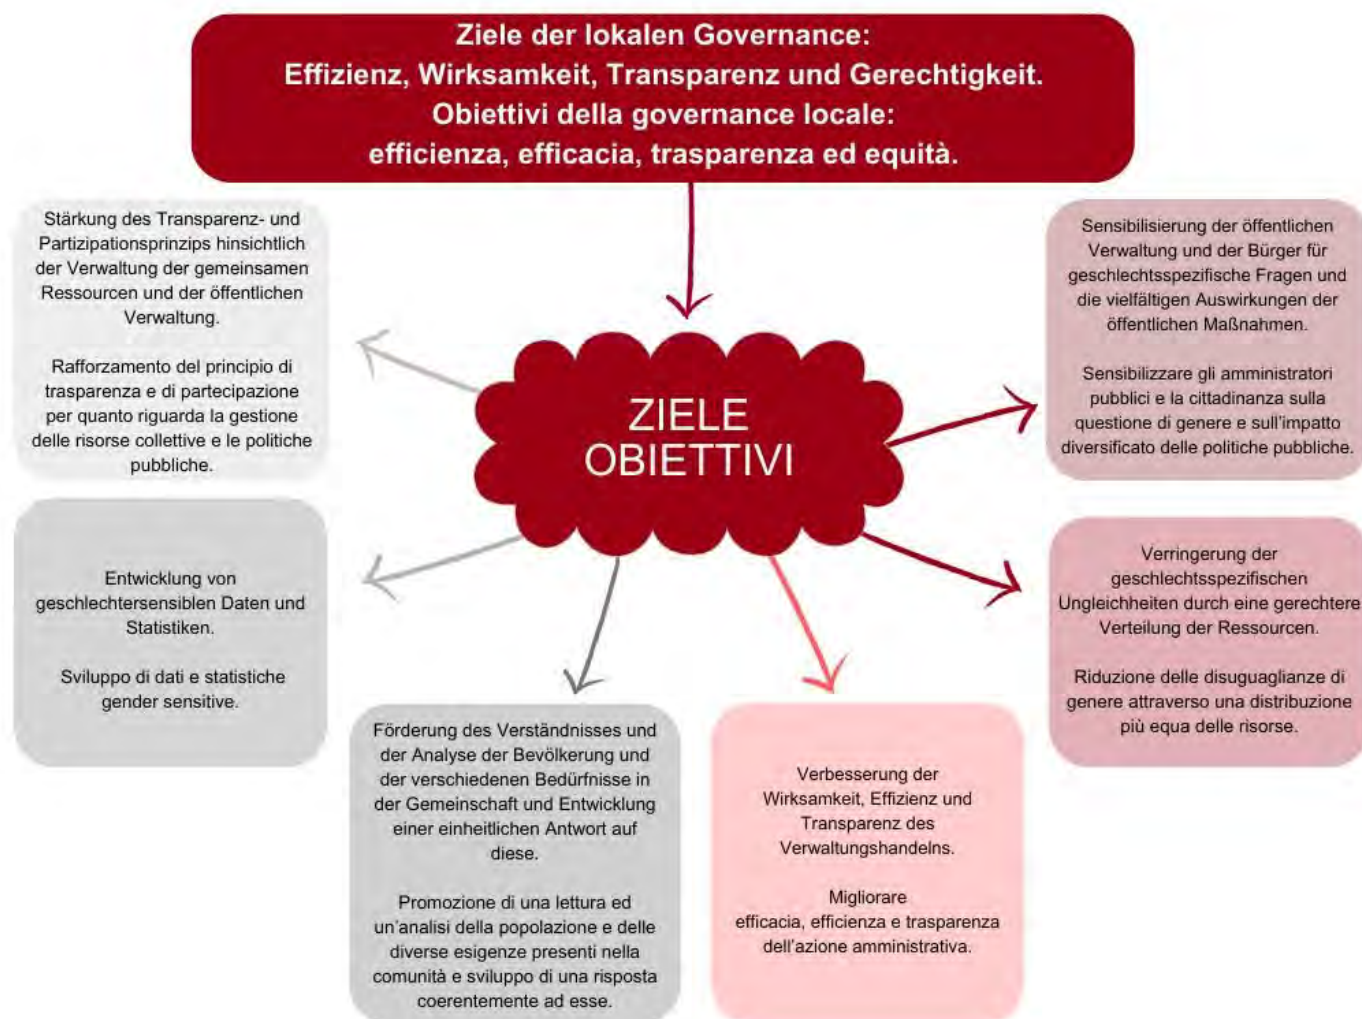 Ziele der lokalen Governance:
Effizienz, Wirksamkeit, Transparenz und Gerechtigkeit.
Obiettivi della governance locale:
efficienza, efficacia, trasparenza ed equità.
Stärkung des Transparenz- und
Partizipationsprinzips hinsichtlich
der Verwaltung der gemeinsamen
Ressourcen und der öffentlichen
Verwaltung.
Rafforzamento del principio di
trasparenza e di partecipazione
per quanto riguarda la gestione
delle risorse collettive e le politiche
pubbliche.
Sensibilisierung der öffentlichen
Verwaltung und der Bürger für
geschlechtsspezifische Fragen und
die vielfältigen Auswirkungen der
öffentlichen Maßnahmen.
Sensibilizzare gli amministratori
pubblici e la cittadinanza sulla
questione di genere e sull'impatto
diversificato delle politiche pubbliche.
ZIELE
OBIETTIVI
Entwicklung von
geschlechtersensiblen Daten und
Statistiken.
Sviluppo di dati e statistiche
gender sensitive.
Verringerung der
geschlechtsspezifischen
Ungleichheiten durch eine gerechtere
Verteilung der Ressourcen.
Riduzione delle disuguaglianze di
genere attraverso una distribuzione
più equa delle risorse.
Förderung des Verständnisses und
der Analyse der Bevölkerung und
der verschiedenen Bedürfnisse in
der Gemeinschaft und Entwicklung
einer einheitlichen Antwort auf
diese.
Promozione di una lettura ed
un'analisi della popolazione e delle
diverse esigenze presenti nella
comunità e sviluppo di una risposta
coerentemente ad esse.
Verbesserung der
Wirksamkeit, Effizienz und
Transparenz des
Verwaltungshandelns.
Migliorare
efficacia, efficienza e trasparenza
dell'azione amministrativa.